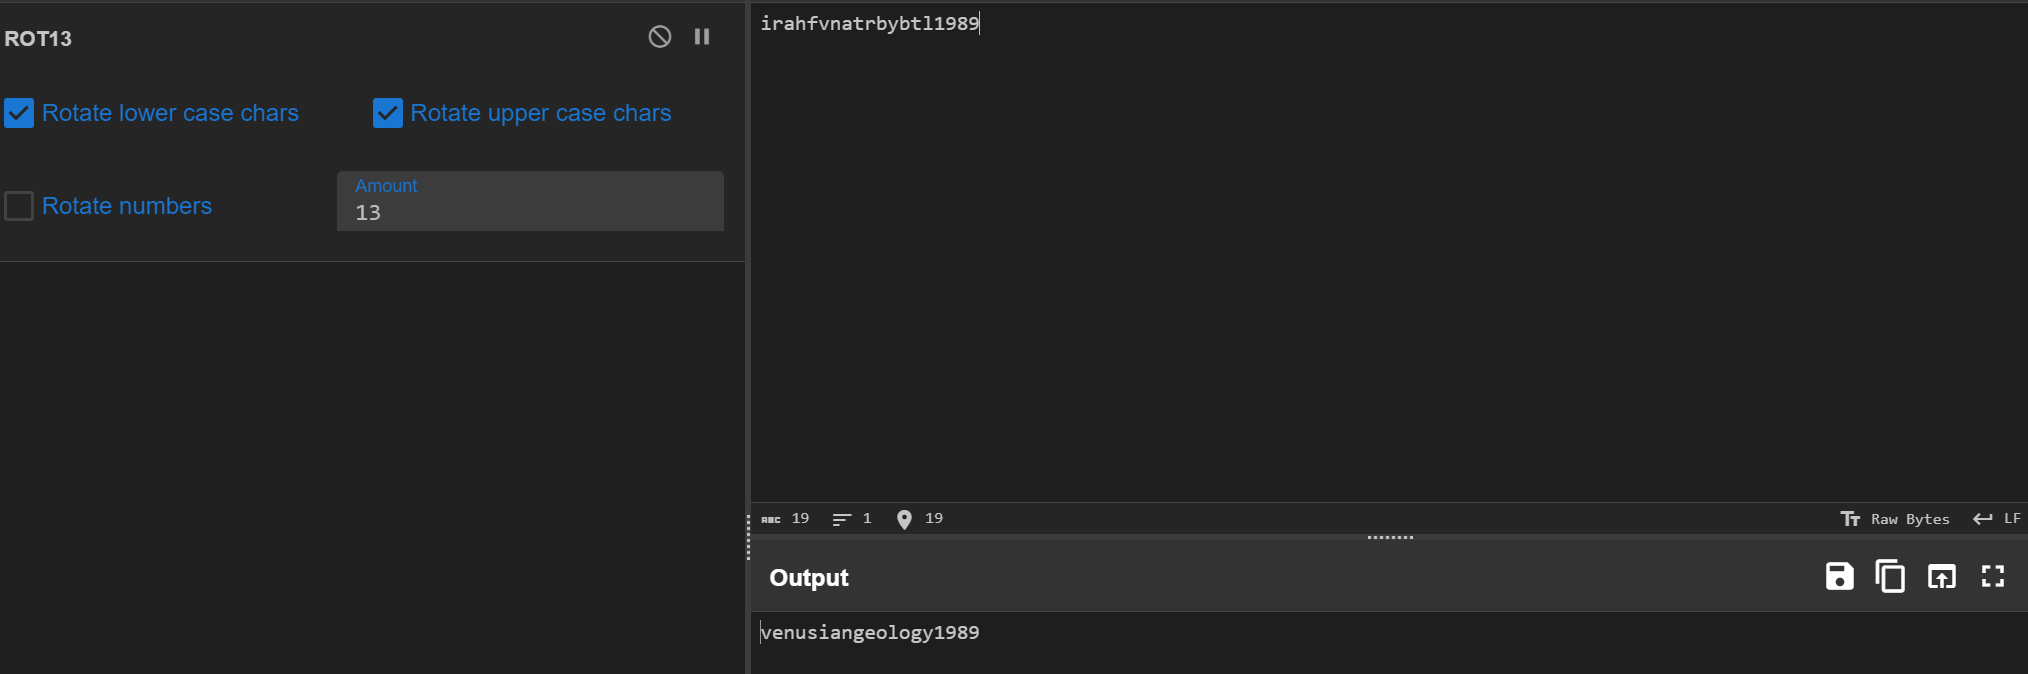 ROT13
Rotate lower case chars
Rotate upper case chars
Rotate numbers
Amount
13
irahfvnatrbybtl1989
ABC 19 1 19
Tт Raw Bytes LF
Output
venusiangeology1989